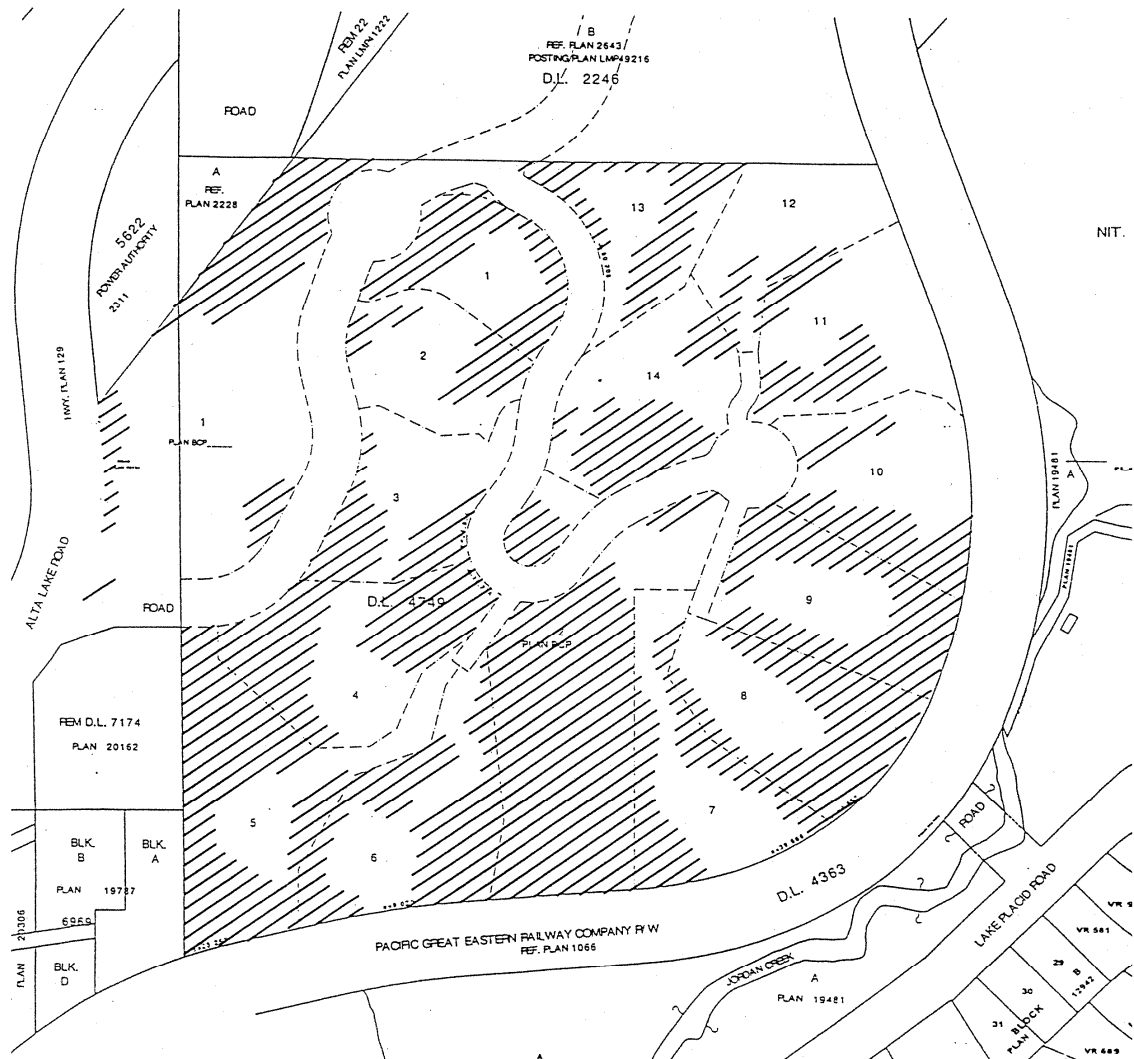 REM 22
PLAN LMP41222
B
REF. PLAN 2643
POSTING PLAN LMP49216
D.L. 2246
ROAD
A
REF.
PLAN 2228
5622
POWER AUTHORITY
2311
13
12
NIT.
1
2
11
14
HWY. PLAN 129
1
PLAN BCP
3
10
PLAN 19481
A
ALTA LAKE ROAD
ROAD
D.L. 4749
9
PLAN BCP
4
8
REM D.L. 7174
PLAN 20162
5
6
7
BLK.
B
BLK.
A
PLAN 19787
6969
PLAN 20306
BLK.
D
D.L. 4363
ROAD
LAKE PLACID ROAD
PACIFIC GREAT EASTERN RAILWAY COMPANY R/W
REF. PLAN 1066
JORDAN CREEK
A
PLAN 19481
VR 9
VR 581
29
B
12942
30
31
BLOCK
PLAN
VR 689
A